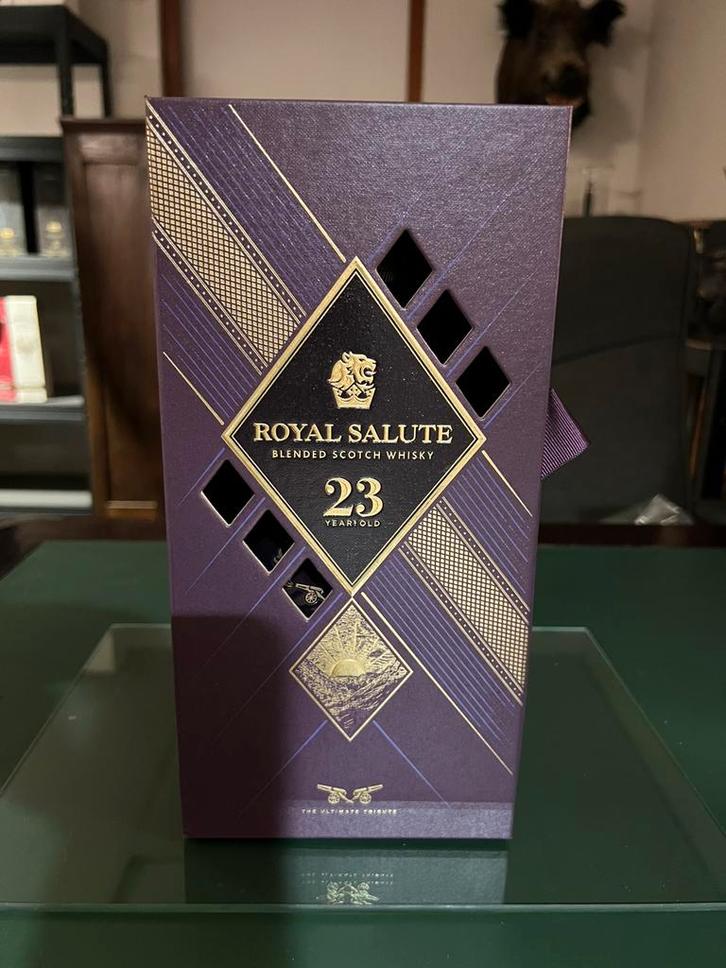 ROYAL SALUTE
BLENDED SCOTCH WHISKY
23
YEARS OLD
THE ULTIMATE TRIBUTE